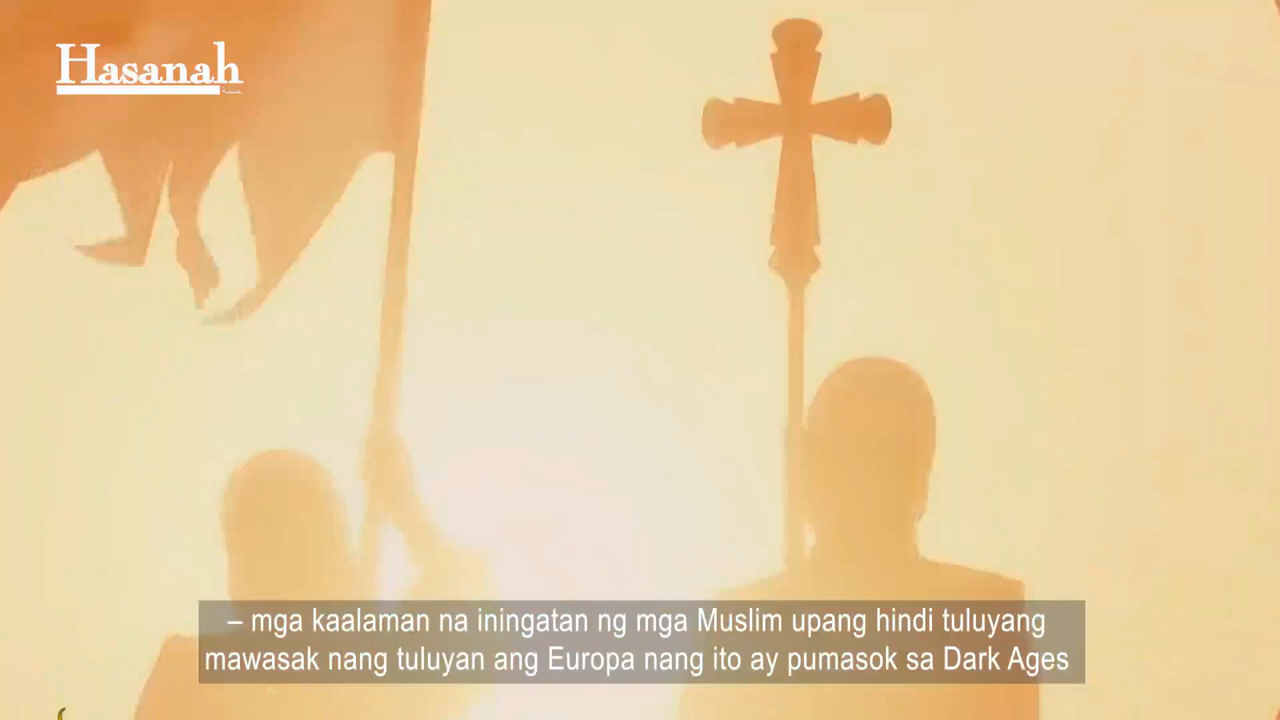 Hasanah
– mga kaalaman na iningatan ng mga Muslim upang hindi tuluyang
mawasak nang tuluyan ang Europa nang ito ay pumasok sa Dark Ages